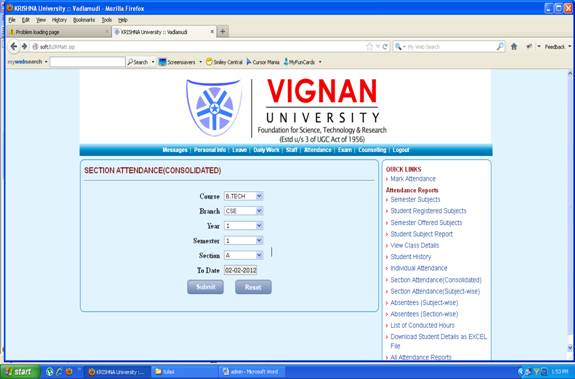 KRISHNA University :: Vadlamudi - Mozilla Firefox
File Edit View History Bookmarks Tools Help
Problem loading page
KRISHNA University :: Vadlamudi
My Web Search
Feedback
mywebsearch
Search
Screensavers
Smiley Central
Cursor Mania
MyFunCards
VIGNAN
UNIVERSITY
Foundation for Science, Technology & Research
(Estd u/s 3 of UGC Act of 1956)
Messages | Personal Info | Leave | Daily Work | Staff | Attendance | Exam | Counselling | Logout
SECTION ATTENDANCE(CONSOLIDATED)
Course B.TECH
Branch CSE
Year 1
Semester 1
Section A
To Date 02-02-2012
Submit Reset
QUICK LINKS
Mark Attendance
Attendance Reports
Semester Subjects
Student Registered Subjects
Semester Offered Subjects
Student Subject Report
View Class Details
Student History
Individual Attendance
Section Attendance(Consolidated)
Section Attendance(Subject-wise)
Absentees (Subject-wise)
Absentees (Section-wise)
List of Conducted Hours
Download Student Details as EXCEL
File
All Attendance Reports
start
KRISHNA University :...
admin - Microsoft Word
1:53 PM